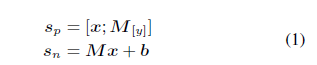 s_p = [x; M_{[y]}]
s_n = Mx + b
(1)